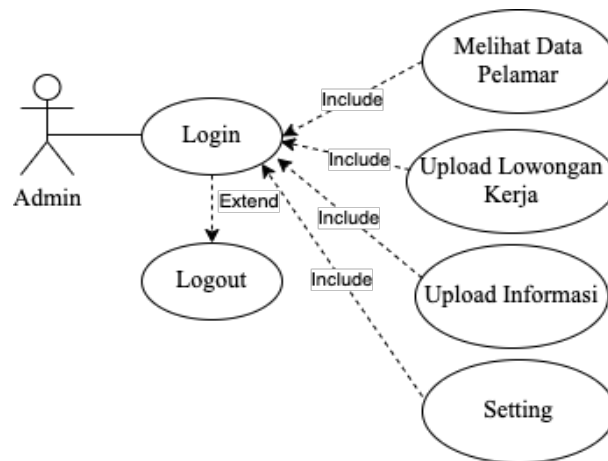 Melihat Data
Pelamar
Include
Login
Include
Upload Lowongan
Kerja
Admin
Extend
Include
Logout
Include
Upload Informasi
Setting